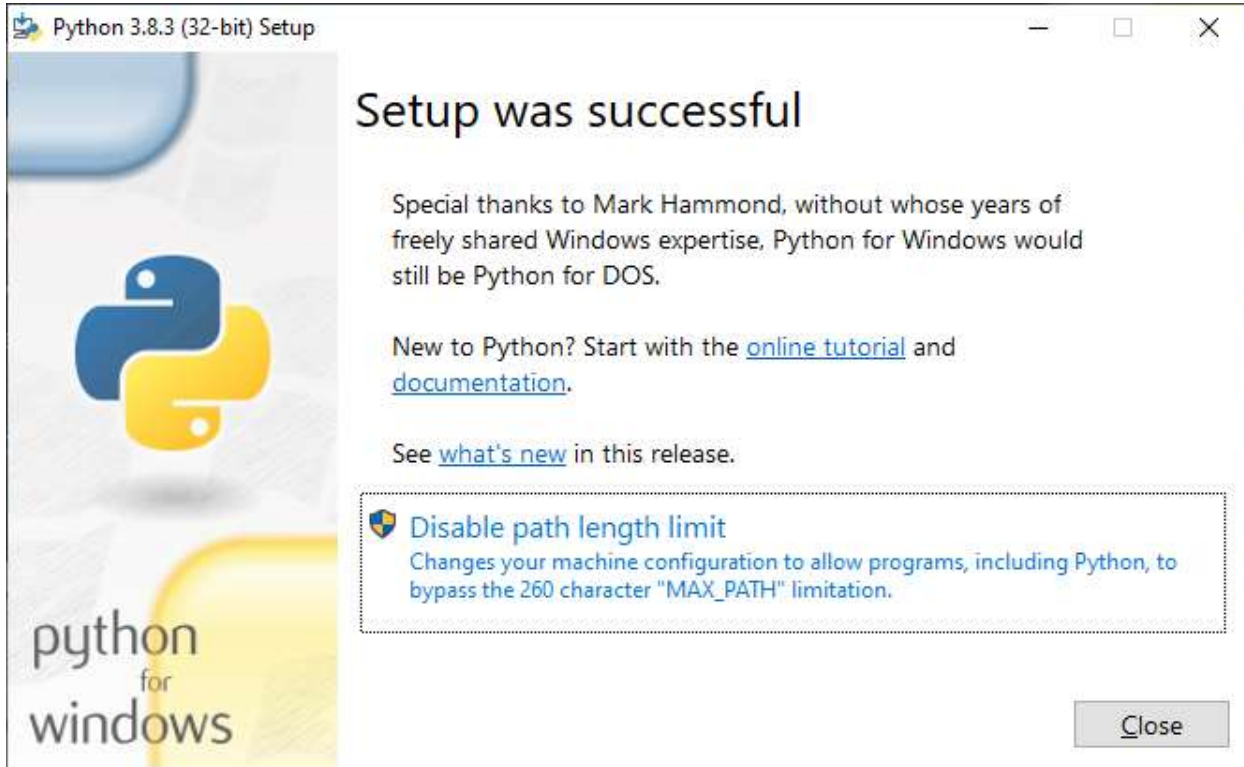 Python 3.8.3 (32-bit) Setup
Setup was successful
Special thanks to Mark Hammond, without whose years of
freely shared Windows expertise, Python for Windows would
still be Python for DOS.
New to Python? Start with the online tutorial and
documentation.
See what's new in this release.
Disable path length limit
Changes your machine configuration to allow programs, including Python, to
bypass the 260 character "MAX_PATH" limitation.
python
for
windows
Close